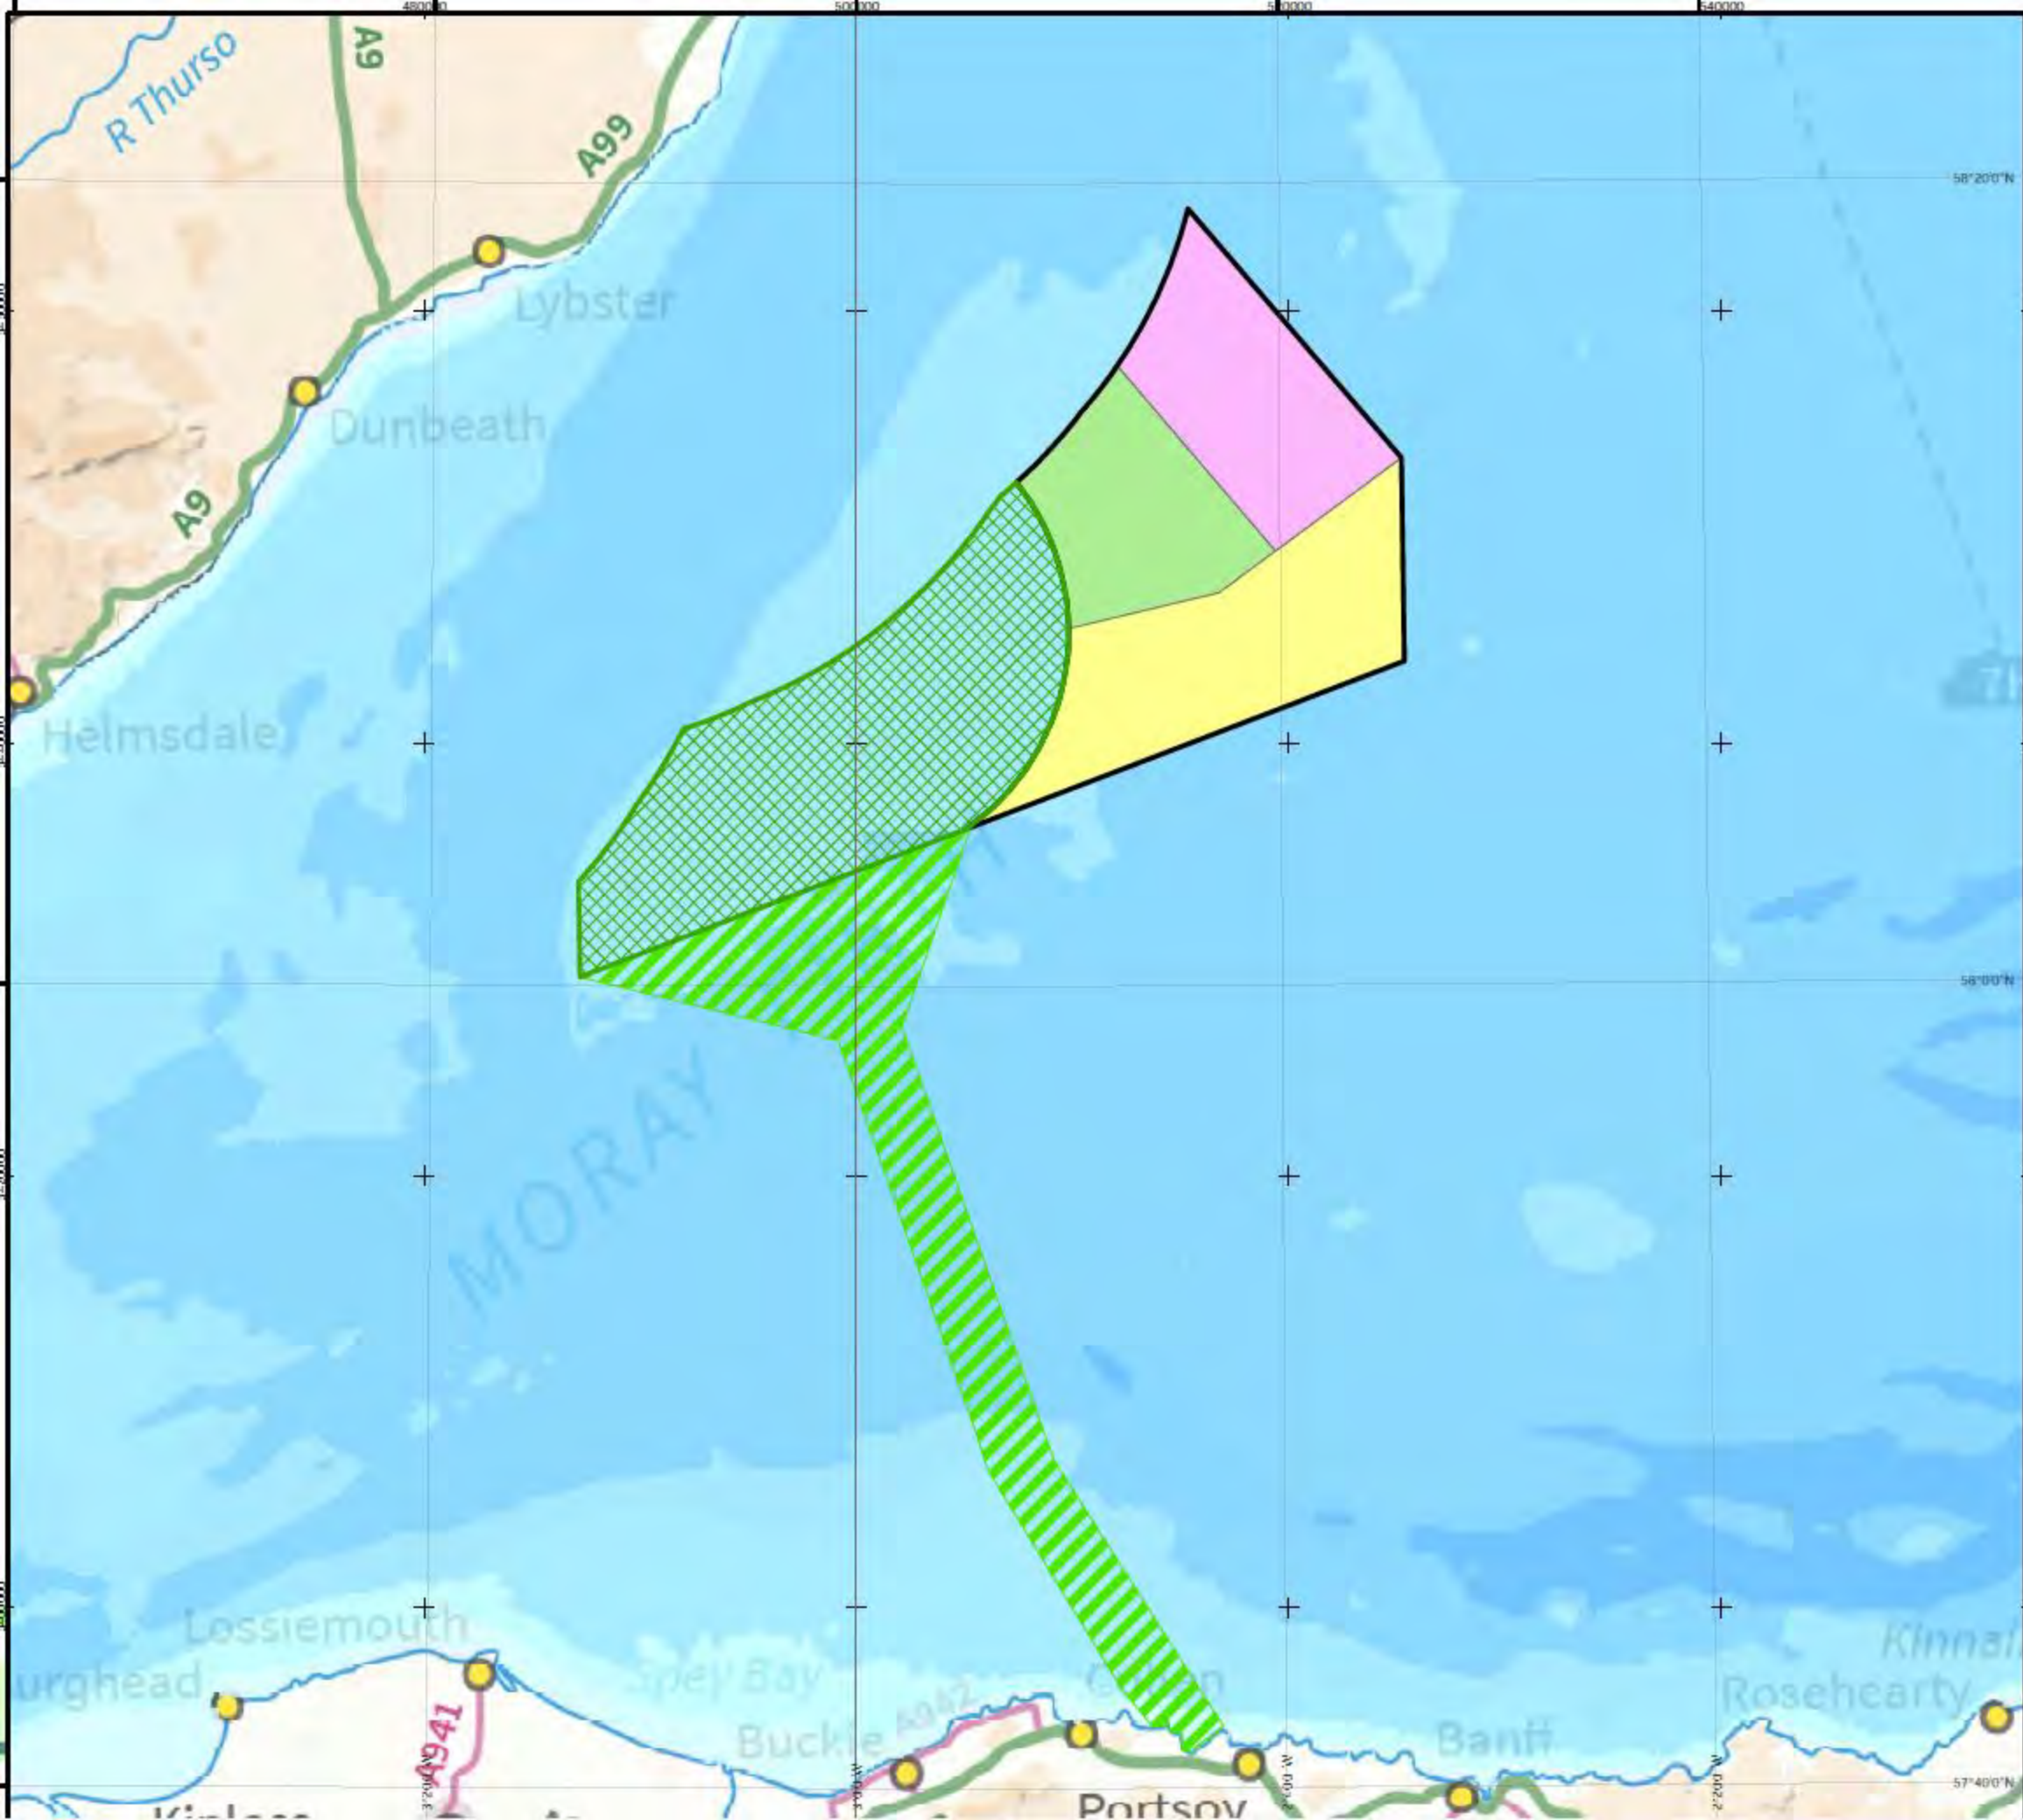 480000
500000
540000
R Thurso
A9
A99
58°20'0"N
Lybster
Dunbeath
A9
Helmsdale
58°0'0"N
MORAY
Lossiemouth
urghead
Spey Bay
Buckie
A942
A941
Kinnai
Rosehearty
Banff
57°40'0"N
Portsoy